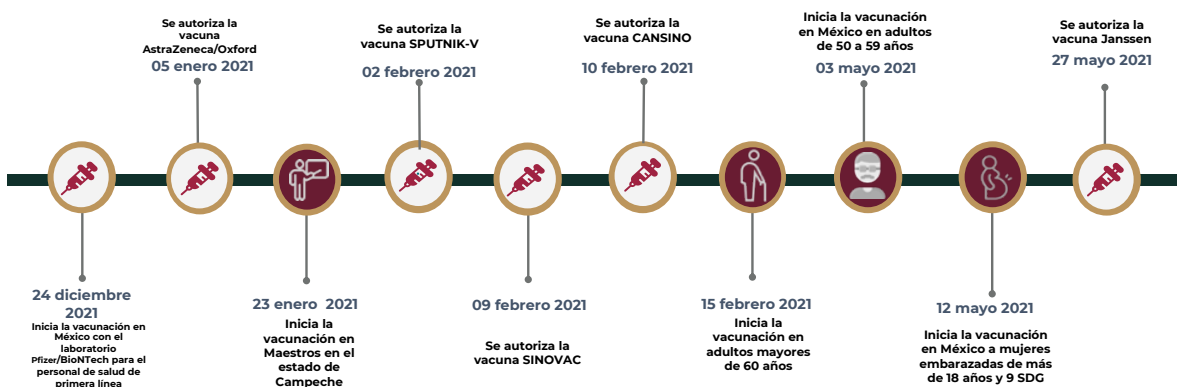 24 diciembre
2021
Inicia la vacunación en
México con el
laboratorio
Pfizer/BioNTech para el
personal de salud de
primera línea
Se autoriza la
vacuna
AstraZeneca/Oxford
05 enero 2021
23 enero 2021
Inicia la
vacunación en
Maestros en el
estado de
Campeche
Se autoriza la
vacuna SPUTNIK-V
02 febrero 2021
09 febrero 2021
Se autoriza la
vacuna SINOVAC
Se autoriza la
vacuna CANSINO
10 febrero 2021
15 febrero 2021
Inicia la
vacunación en
adultos mayores
de 60 años
Inicia la vacunación
en México en adultos
de 50 a 59 años
03 mayo 2021
12 mayo 2021
Inicia la vacunación
en México a mujeres
embarazadas de más
de 18 años y 9 SDG
Se autoriza la
vacuna Janssen
27 mayo 2021